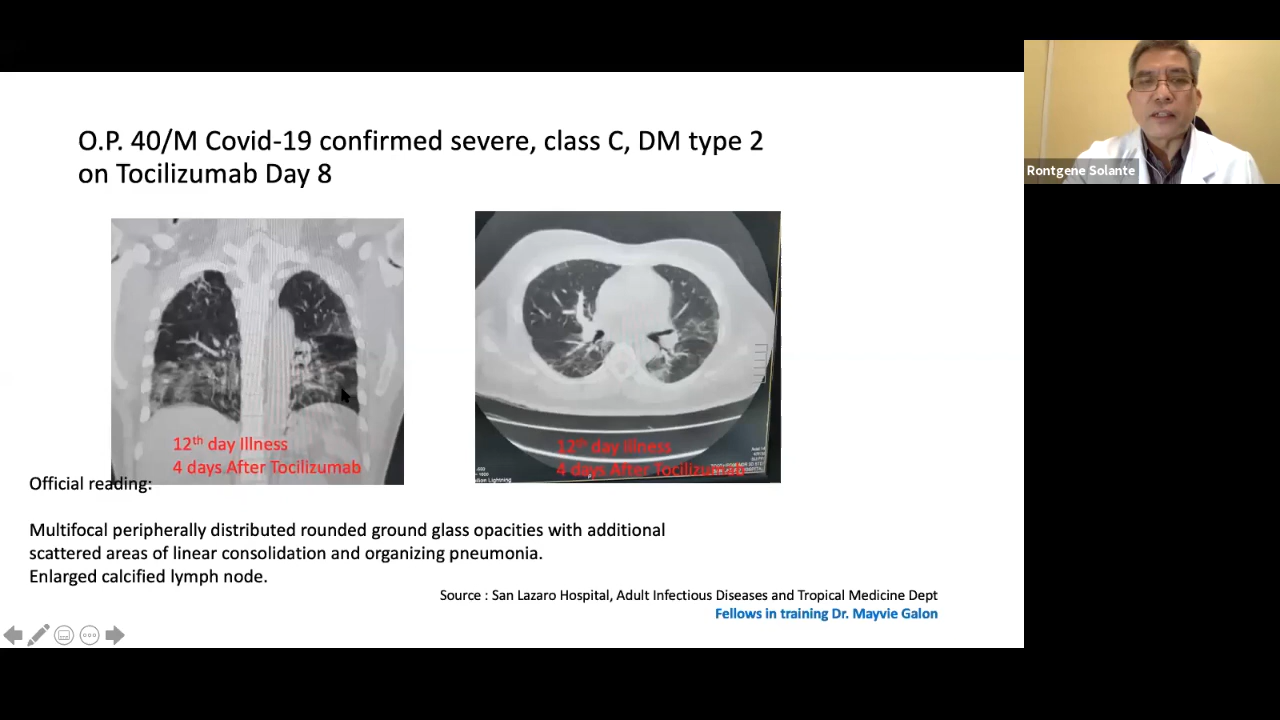 O.P. 40/M Covid-19 confirmed severe, class C, DM type 2
on Tocilizumab Day 8
Rontgene Solante
12th day Illness
4 days After Tocilizumab
12th day Illness
4 days After Tocilizumab
Official reading:
Multifocal peripherally distributed rounded ground glass opacities with additional
scattered areas of linear consolidation and organizing pneumonia.
Enlarged calcified lymph node.
Source : San Lazaro Hospital, Adult Infectious Diseases and Tropical Medicine Dept
Fellows in training Dr. Mayvie Galon